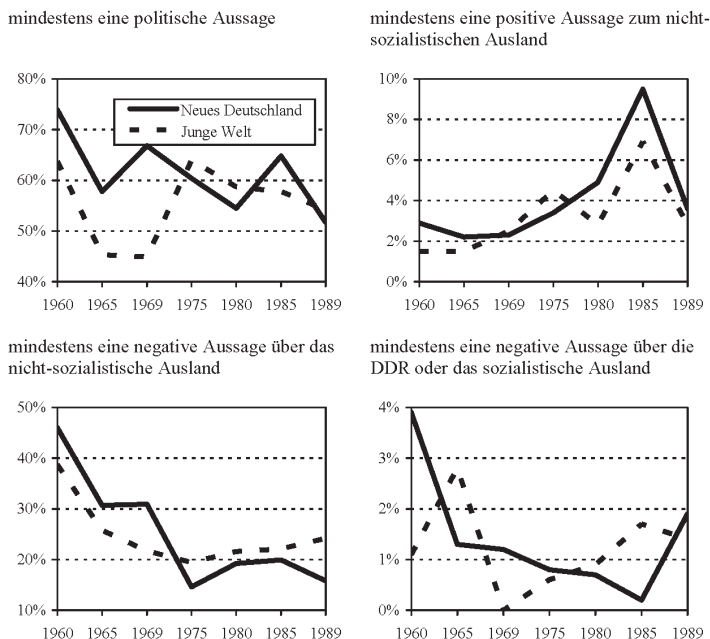 mindestens eine politische Aussage
80%
70%
60%
50%
40%
Neues Deutschland
Junge Welt
1960 1965 1969 1975 1980 1985 1989
mindestens eine positive Aussage zum nicht-
sozialistischen Ausland
10%
8%
6%
4%
2%
0%
1960 1965 1969 1975 1980 1985 1989
mindestens eine negative Aussage über das
nicht-sozialistische Ausland
50%
40%
30%
20%
10%
1960 1965 1969 1975 1980 1985 1989
mindestens eine negative Aussage über die
DDR oder das sozialistische Ausland
4%
3%
2%
1%
0%
1960 1965 1969 1975 1980 1985 1989